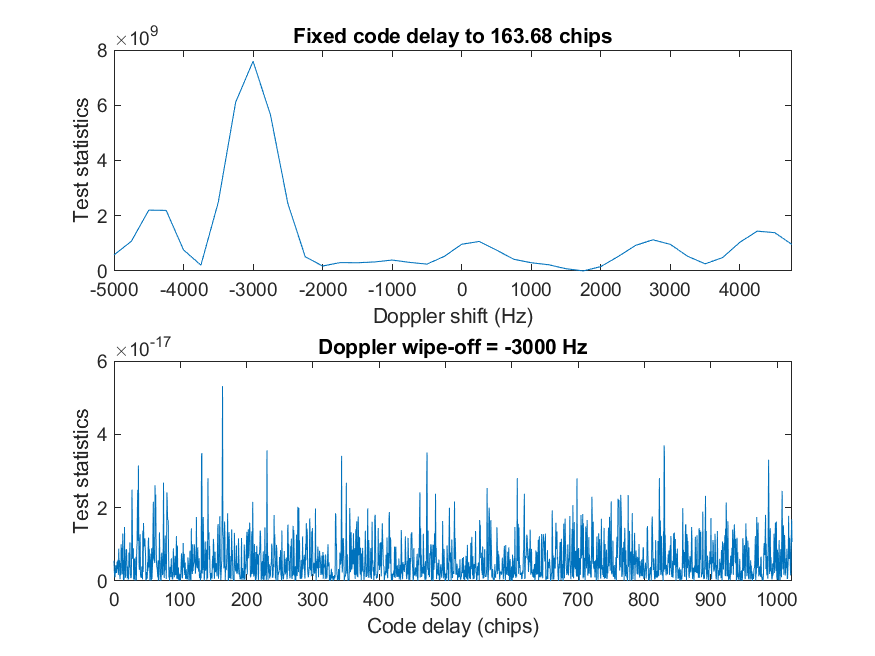 ×10^9
Fixed code delay to 163.68 chips
8
6
4
2
0
Test statistics
-5000 -4000 -3000 -2000 -1000 0 1000 2000 3000 4000
Doppler shift (Hz)
×10^-17
Doppler wipe-off = -3000 Hz
6
4
2
0
Test statistics
0 100 200 300 400 500 600 700 800 900 1000
Code delay (chips)